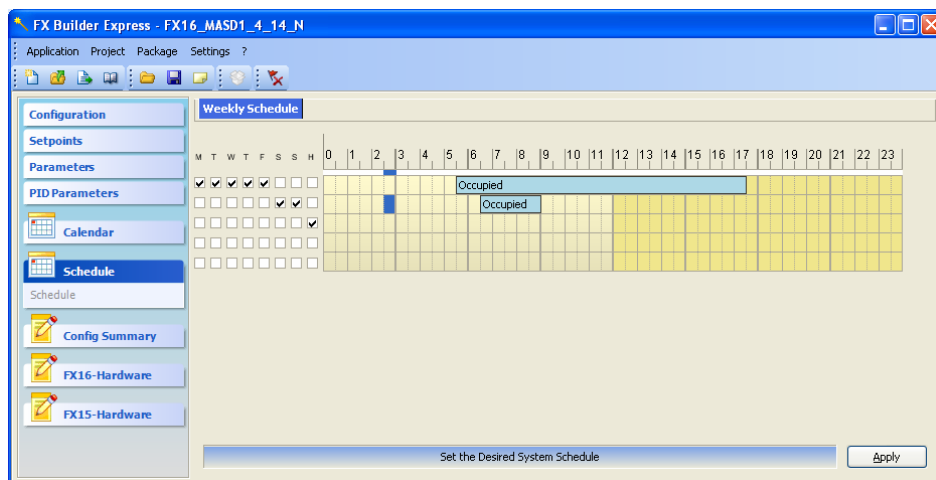 FX Builder Express - FX16_MASD1_4_14_N
Application Project Package Settings ?
Configuration
Setpoints
Parameters
PID Parameters
Calendar
Schedule
Schedule
Config Summary
FX16-Hardware
FX15-Hardware
Weekly Schedule
M T W T F S S H 0 1 2 3 4 5 6 7 8 9 10 11 12 13 14 15 16 17 18 19 20 21 22 23
Occupied
Occupied
Set the Desired System Schedule
Apply